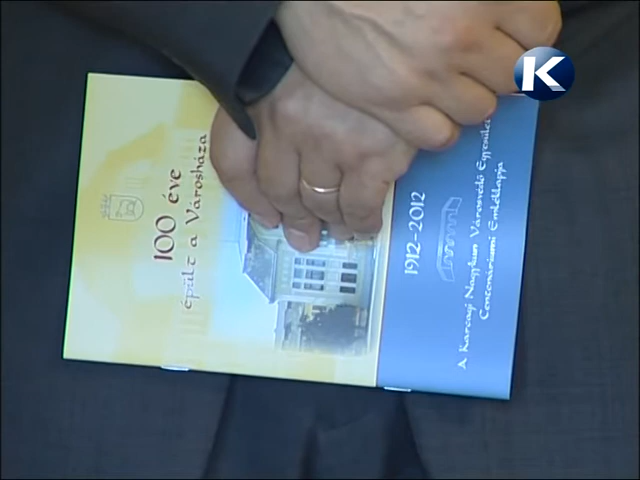 K
100 éve
épült a Városháza
1912-2012
A Karcagi Nagykun Városvédő Egyesület
Centenáriumi Emléklapja